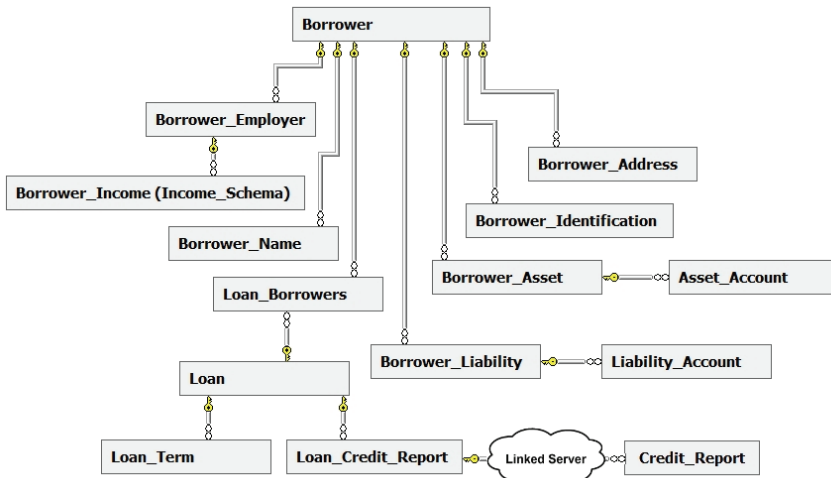 Borrower
Borrower_Employer
Borrower_Address
Borrower_Income (Income_Schema)
Borrower_Identification
Borrower_Name
Borrower_Asset
Asset_Account
Loan_Borrowers
Borrower_Liability
Liability_Account
Loan
Loan_Term
Loan_Credit_Report
Linked Server
Credit_Report